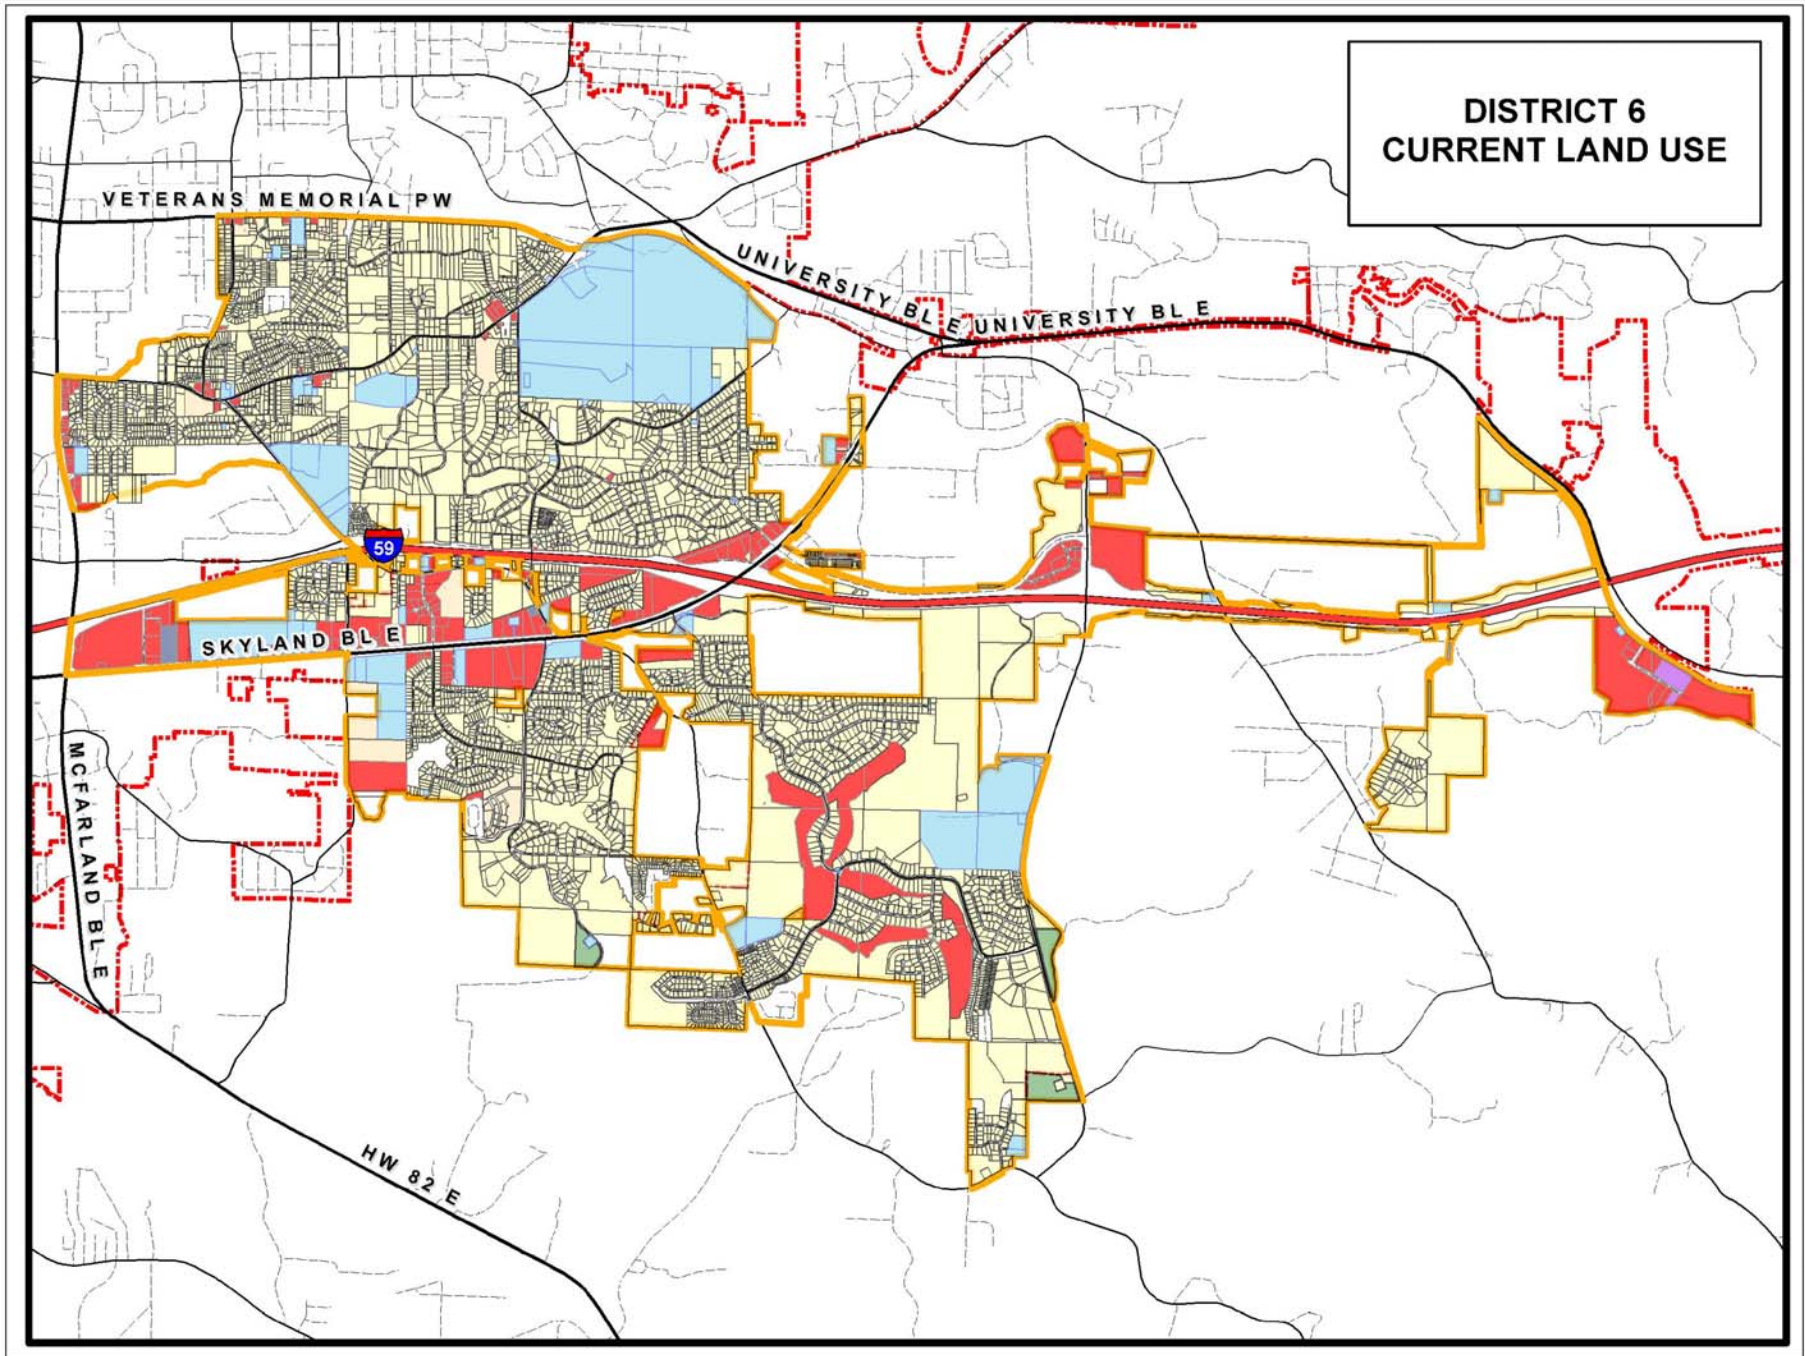 DISTRICT 6
CURRENT LAND USE
VETERANS MEMORIAL PW
UNIVERSITY BL E
UNIVERSITY BL E
59
SKYLAND BL E
MCFARLAND BL E
HW 82 E